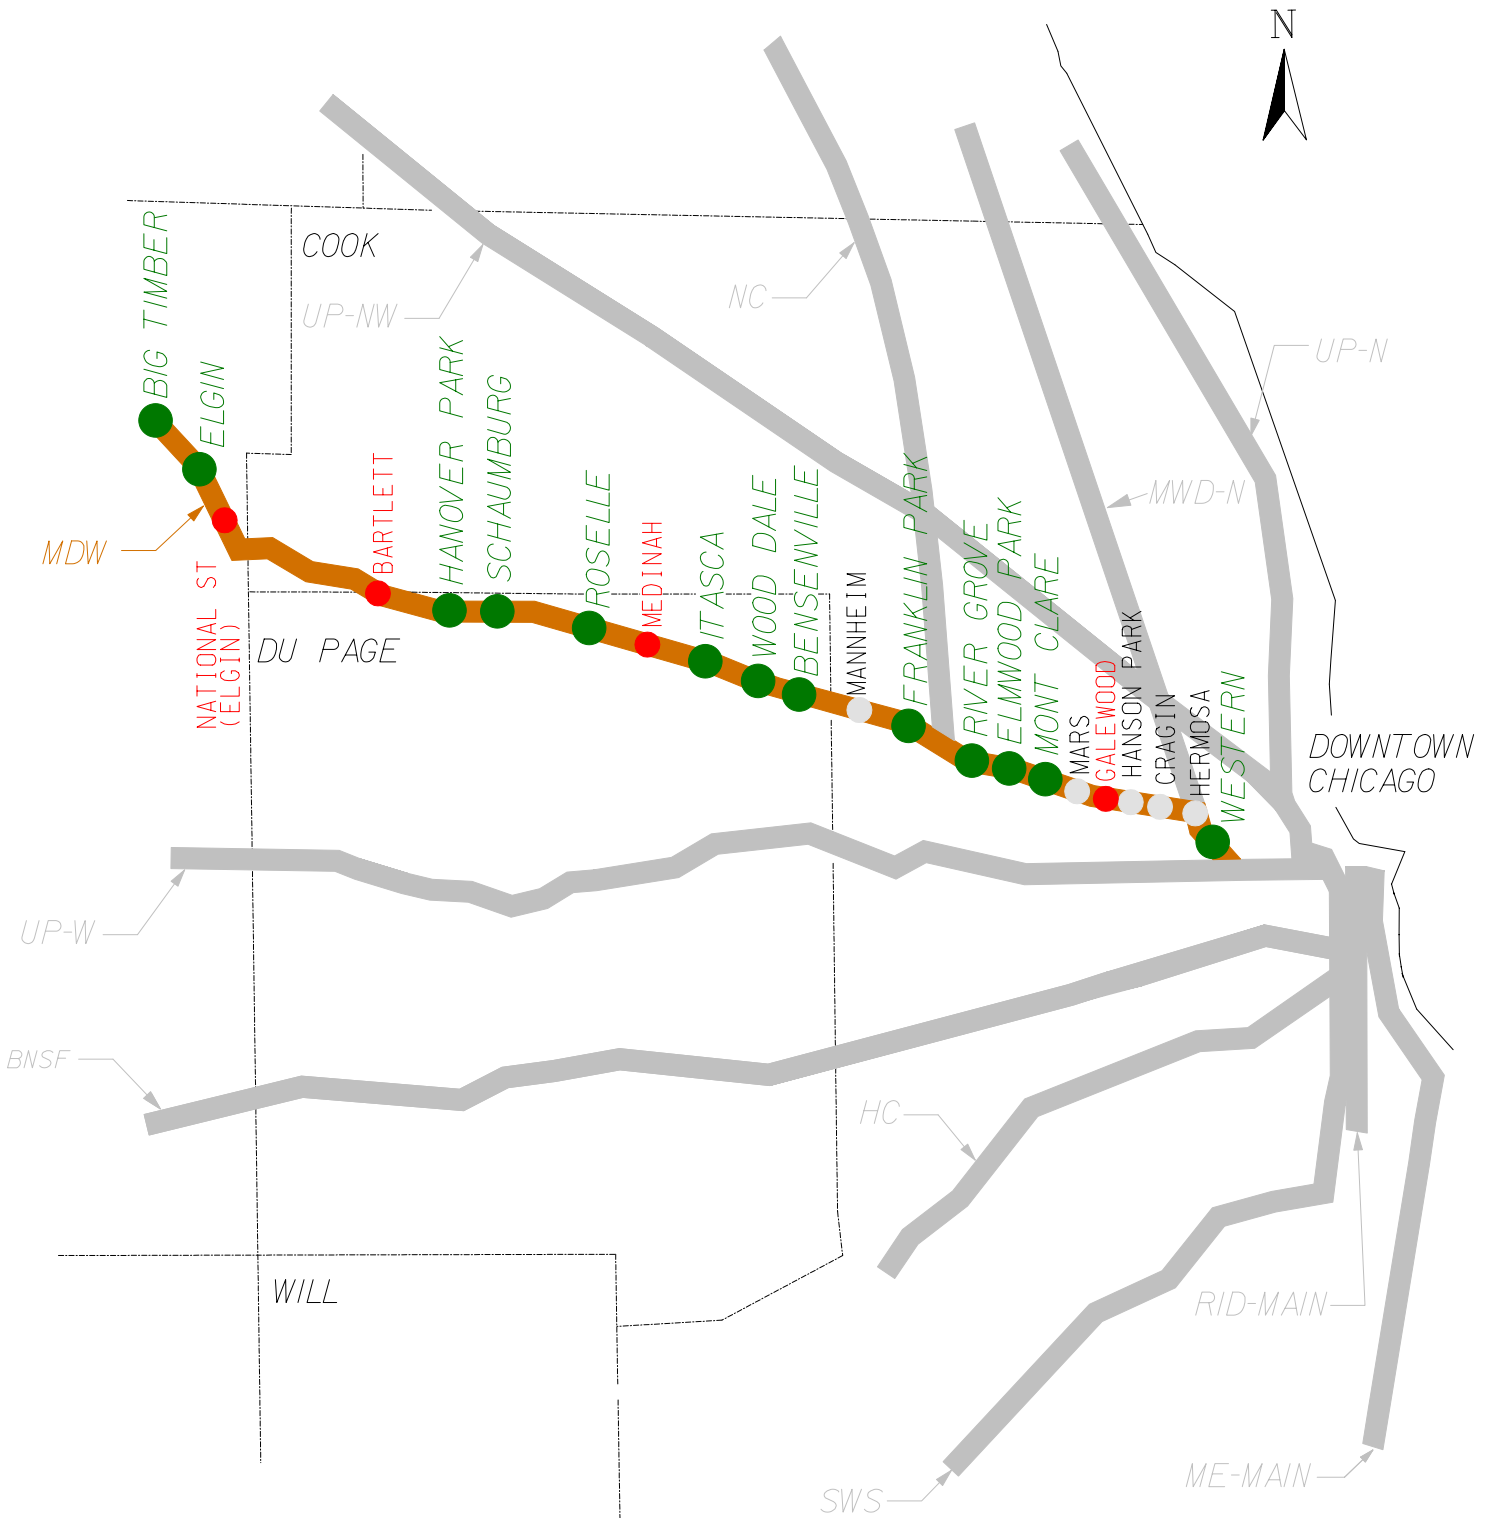 N
COOK
UP-NW
NC
UP-N
MWD-N
BIG TIMBER
ELGIN
MDW
NATIONAL ST
(ELGIN)
BARTLETT
HANOVER PARK
SCHAUMBURG
ROSELLE
MEDINAH
ITASCA
WOOD DALE
BENSENVILLE
MANNHEIM
FRANKLIN PARK
RIVER GROVE
ELMWOOD PARK
MONT CLARE
MARS
GALEWOOD
HANSON PARK
CRAGIN
HERMOSA
WESTERN
DU PAGE
DOWNTOWN
CHICAGO
UP-W
BNSF
HC
WILL
RID-MAIN
ME-MAIN
SWS